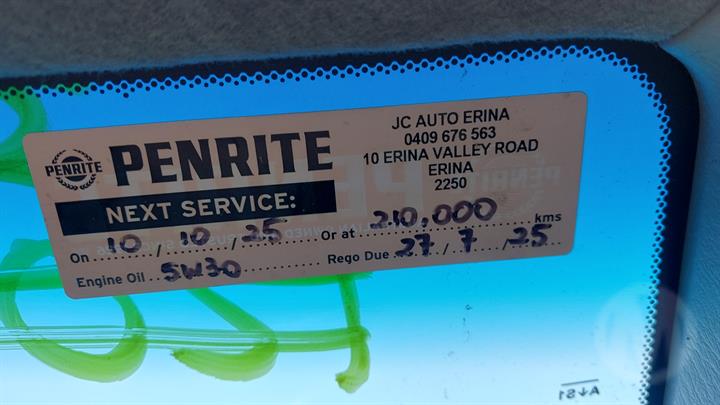 PENRITE
PENRITE
NEXT SERVICE:
JC AUTO ERINA
0409 676 563
10 ERINA VALLEY ROAD
ERINA
2250
On 10 / 10 / 25 Or at 210,000 kms
Engine Oil 5W30 Rego Due 27 / 7 / 25
AS1